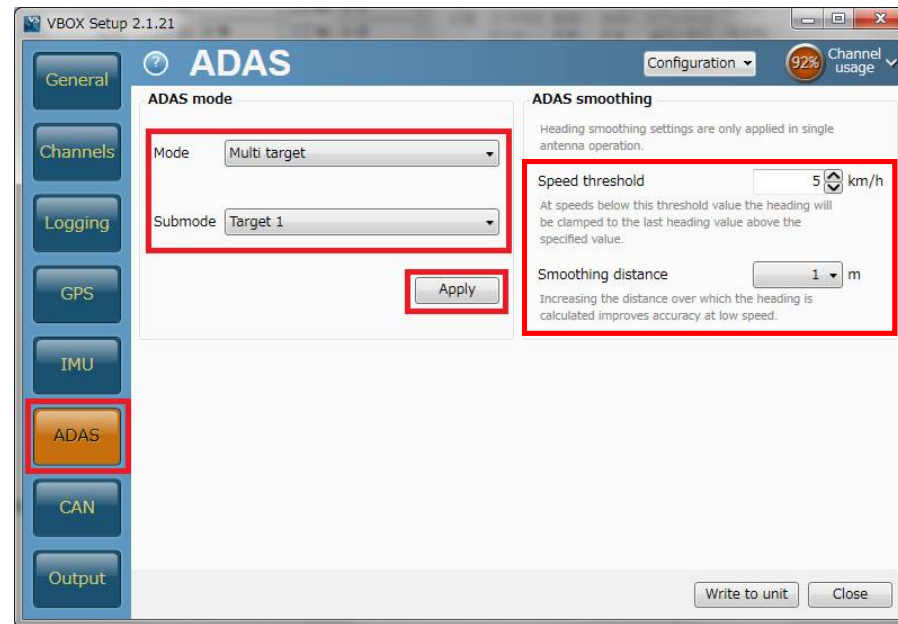 VBOX Setup 2.1.21
ADAS
Configuration
92%
Channel
usage
General
Channels
Logging
GPS
IMU
ADAS
CAN
Output
ADAS mode
Mode
Multi target
Submode
Target 1
Apply
ADAS smoothing
Heading smoothing settings are only applied in single
antenna operation.
Speed threshold
5 km/h
At speeds below this threshold value the heading will
be clamped to the last heading value above the
specified value.
Smoothing distance
1 m
Increasing the distance over which the heading is
calculated improves accuracy at low speed.
Write to unit
Close